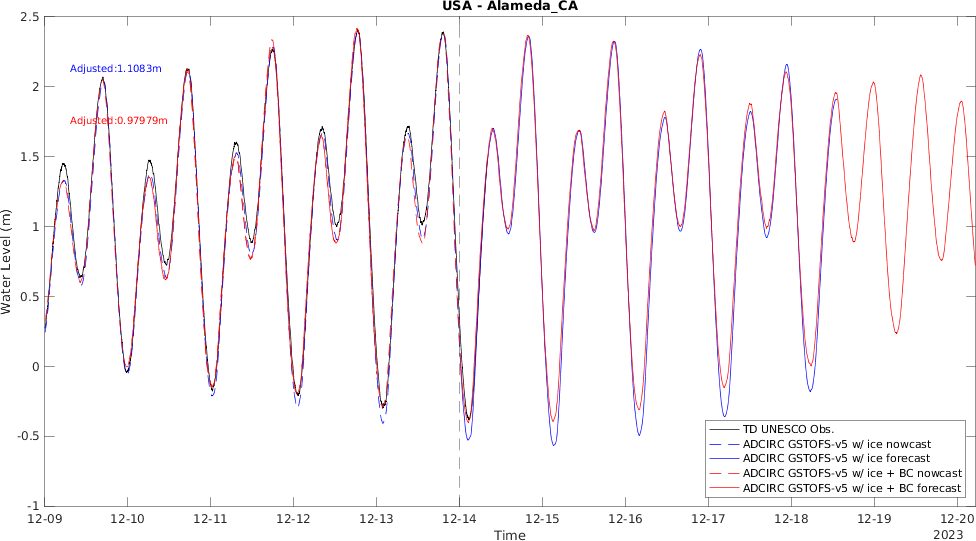 USA - Alameda_CA
2.5
2
1.5
1
0.5
0
-0.5
-1
Water Level (m)
Adjusted:1.1083m
Adjusted:0.97979m
TD UNESCO Obs.
ADCIRC GSTOFS-v5 w/ ice nowcast
ADCIRC GSTOFS-v5 w/ ice forecast
ADCIRC GSTOFS-v5 w/ ice + BC nowcast
ADCIRC GSTOFS-v5 w/ ice + BC forecast
12-09 12-10 12-11 12-12 12-13 12-14 12-15 12-16 12-17 12-18 12-19 12-20
Time
2023